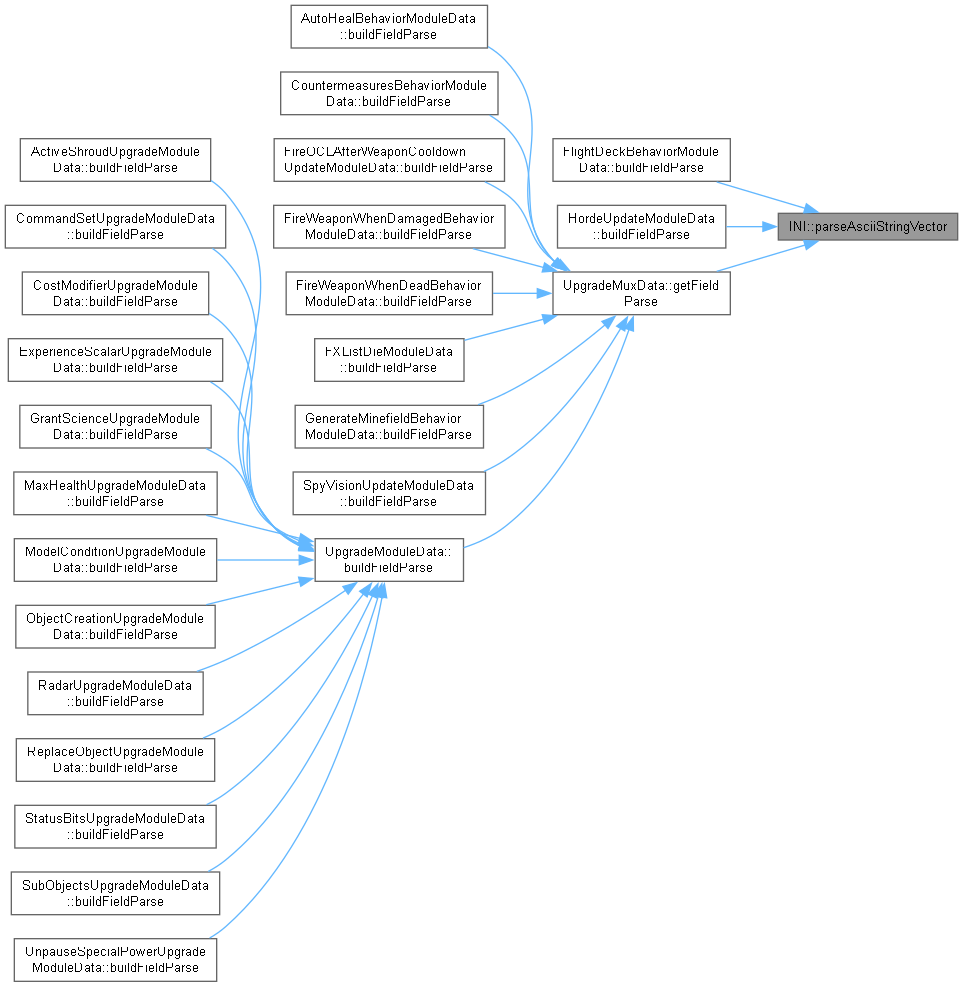 AutoHealBehaviorModuleData
::buildFieldParse
CountermeasuresBehaviorModule
Data::buildFieldParse
ActiveShroudUpgradeModule
Data::buildFieldParse
FireOCLAfterWeaponCooldown
UpdateModuleData::buildFieldParse
FlightDeckBehaviorModule
Data::buildFieldParse
CommandSetUpgradeModuleData
::buildFieldParse
FireWeaponWhenDamagedBehavior
ModuleData::buildFieldParse
HordeUpdateModuleData
::buildFieldParse
INI::parseAsciiStringVector
CostModifierUpgradeModule
Data::buildFieldParse
FireWeaponWhenDeadBehavior
ModuleData::buildFieldParse
UpgradeMuxData::getField
Parse
ExperienceScalarUpgradeModule
Data::buildFieldParse
FXListDieModuleData
::buildFieldParse
GrantScienceUpgradeModule
Data::buildFieldParse
GenerateMinefieldBehavior
ModuleData::buildFieldParse
MaxHealthUpgradeModuleData
::buildFieldParse
SpyVisionUpdateModuleData
::buildFieldParse
ModelConditionUpgradeModule
Data::buildFieldParse
UpgradeModuleData::
buildFieldParse
ObjectCreationUpgradeModule
Data::buildFieldParse
RadarUpgradeModuleData
::buildFieldParse
ReplaceObjectUpgradeModule
Data::buildFieldParse
StatusBitsUpgradeModuleData
::buildFieldParse
SubObjectsUpgradeModuleData
::buildFieldParse
UnpauseSpecialPowerUpgrade
ModuleData::buildFieldParse